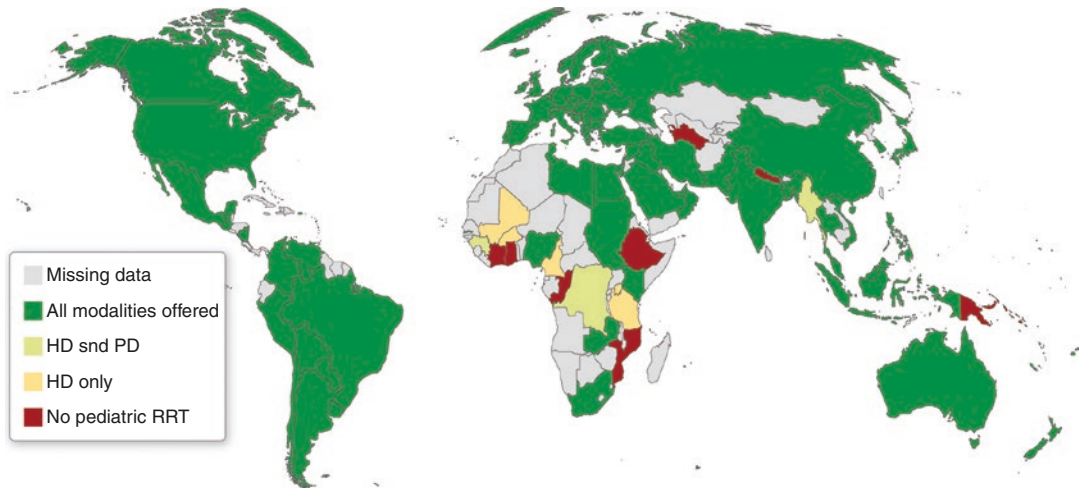 Missing data
All modalities offered
HD snd PD
HD only
No pediatric RRT